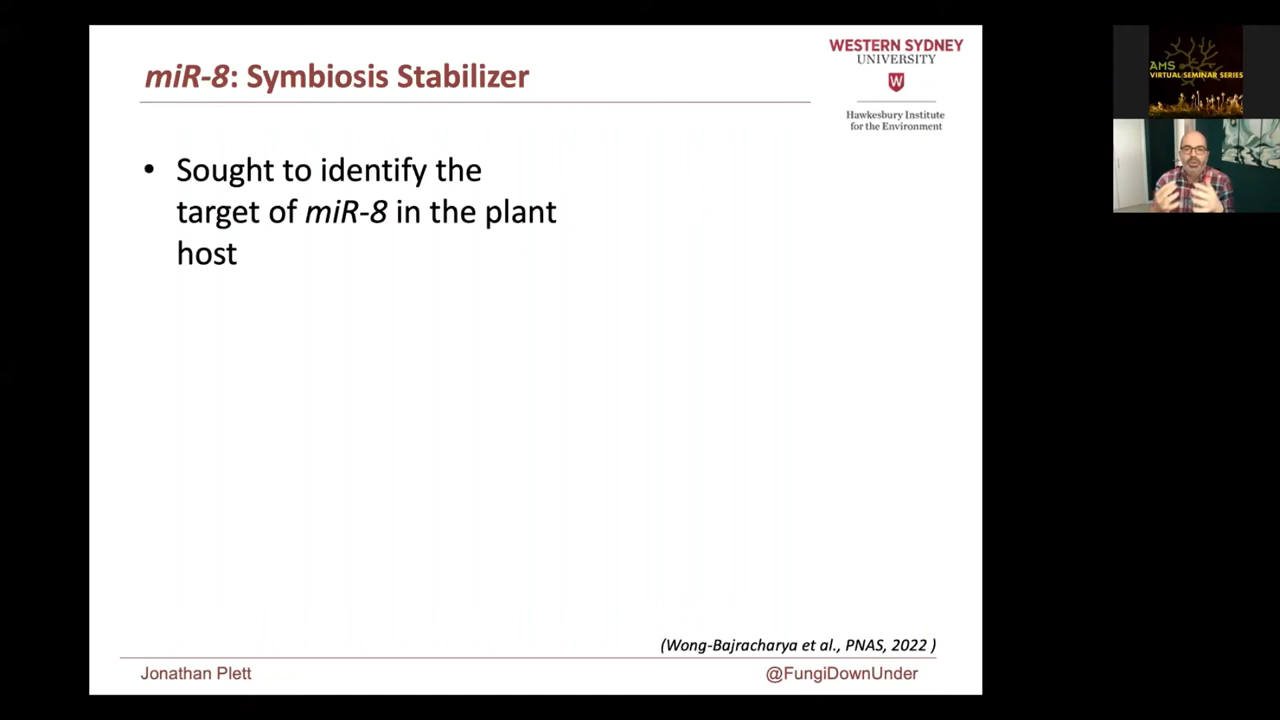 miR-8: Symbiosis Stabilizer
WESTERN SYDNEY
UNIVERSITY
W
Hawkesbury Institute
for the Environment
AMS
VIRTUAL SEMINAR SERIES
• Sought to identify the
target of miR-8 in the plant
host
(Wong-Bajracharya et al., PNAS, 2022 )
Jonathan Plett
@FungiDownUnder